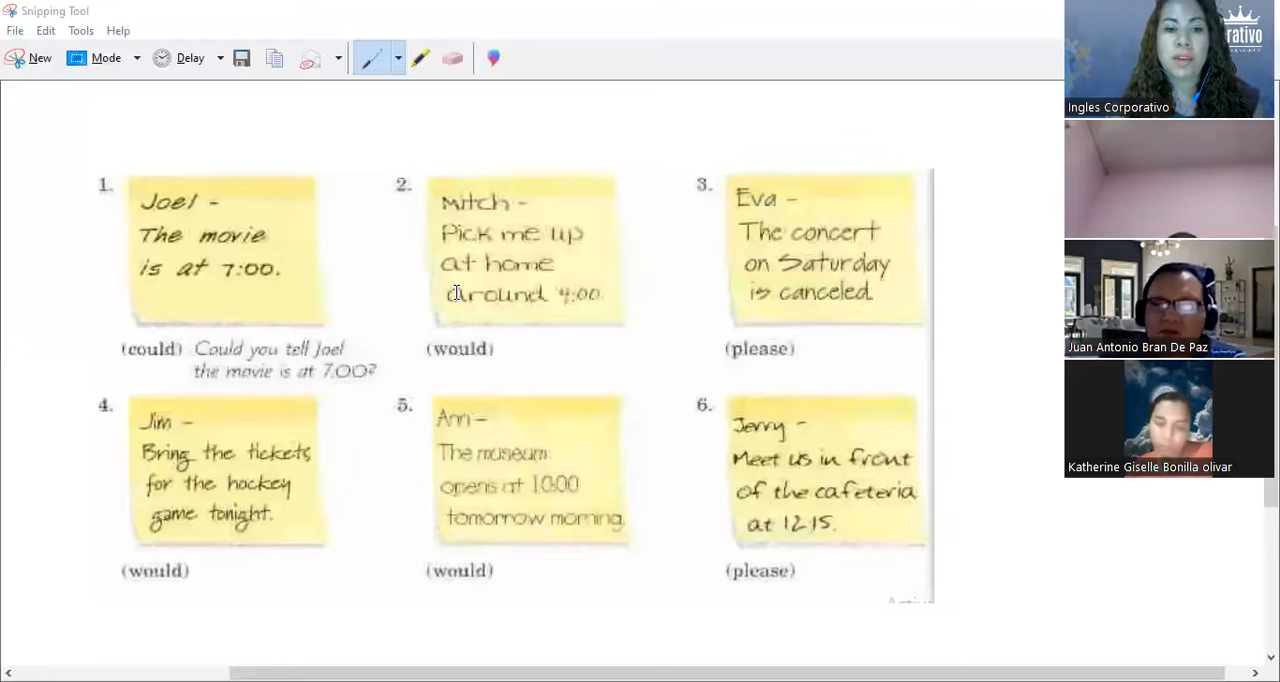 Snipping Tool
File Edit Tools Help
New Mode Delay
rativo
Ingles Corporativo
Juan Antonio Bran De Paz
Katherine Giselle Bonilla olivar
1.
Joel -
The movie
is at 7:00.
(could) Could you tell Joel
the movie is at 7:00?
2.
Mitch -
Pick me up
at home
around 4:00.
(would)
3.
Eva -
The concert
on Saturday
is canceled.
(please)
4.
Jim -
Bring the tickets
for the hockey
game tonight.
(would)
5.
Ann -
The museum
opens at 10:00
tomorrow morning.
(would)
6.
Jerry -
Meet us in front
of the cafeteria
at 12:15.
(please)